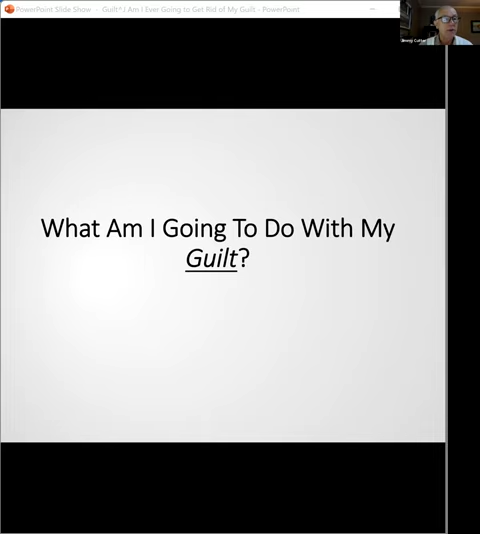 PowerPoint Slide Show - Guilt^J Am I Ever Going to Get Rid of My Guilt - PowerPoint
What Am I Going To Do With My
Guilt?